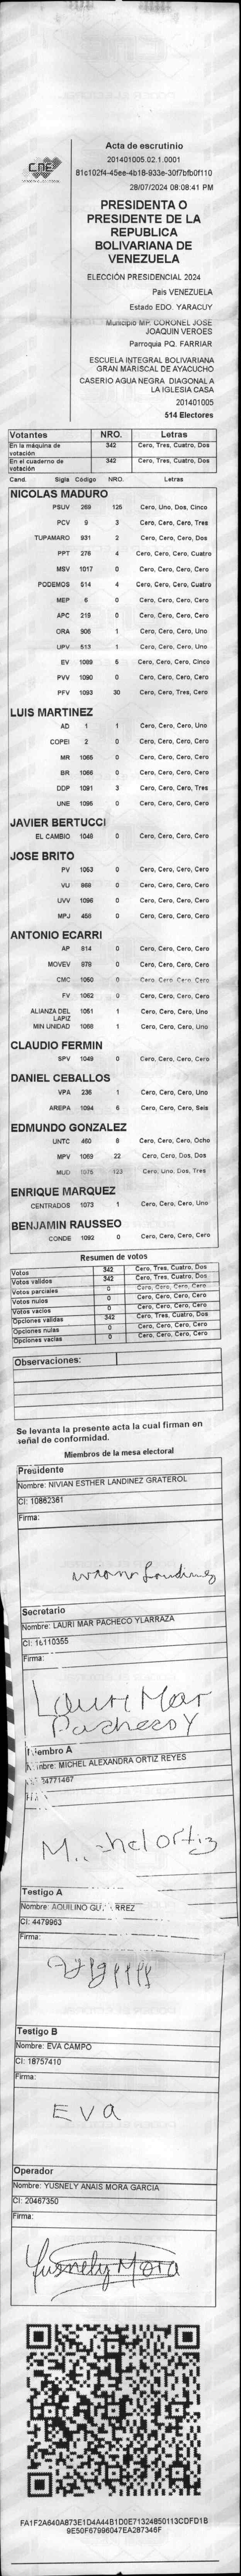 CNE
Acta de escrutinio
201401005.02.1.0001
81c102f4-45ee-4b18-933e-30f7bfb0f110
28/07/2024 08:08:41 PM
PRESIDENTA O
PRESIDENTE DE LA
REPUBLICA
BOLIVARIANA DE
VENEZUELA
ELECCIÓN PRESIDENCIAL 2024
Pais VENEZUELA
Estado EDO. YARACUY
Municipio MP. CORONEL JOSE
JOAQUIN VEROES
Parroquia PQ. FARRIAR
ESCUELA INTEGRAL BOLIVARIANA
GRAN MARISCAL DE AYACUCHO
CASERIO AGUA NEGRA DIAGONAL A
LA IGLESIA CASA
201401005
514 Electores
Votantes NRO. Letras
En la máquina de votación 342 Cero, Tres, Cuatro, Dos
En el cuaderno de votación 342 Cero, Tres, Cuatro, Dos
Cand. Sigla Código NRO. Letras
NICOLAS MADURO
PSUV 269 125 Cero, Uno, Dos, Cinco
PCV 9 3 Cero, Cero, Cero, Tres
TUPAMARO 931 2 Cero, Cero, Cero, Dos
PPT 276 4 Cero, Cero, Cero, Cuatro
MSV 1017 0 Cero, Cero, Cero, Cero
PODEMOS 514 4 Cero, Cero, Cero, Cuatro
MEP 6 0 Cero, Cero, Cero, Cero
APC 219 0 Cero, Cero, Cero, Cero
ORA 906 1 Cero, Cero, Cero, Uno
UPV 513 1 Cero, Cero, Cero, Uno
EV 1089 5 Cero, Cero, Cero, Cinco
PVV 1090 0 Cero, Cero, Cero, Cero
PFV 1093 30 Cero, Cero, Tres, Cero
LUIS MARTINEZ
AD 1 1 Cero, Cero, Cero, Uno
COPEI 2 0 Cero, Cero, Cero, Cero
MR 1065 0 Cero, Cero, Cero, Cero
BR 1066 0 Cero, Cero, Cero, Cero
DDP 1091 3 Cero, Cero, Cero, Tres
UNE 1095 0 Cero, Cero, Cero, Cero
JAVIER BERTUCCI
EL CAMBIO 1048 0 Cero, Cero, Cero, Cero
JOSE BRITO
PV 1053 0 Cero, Cero, Cero, Cero
VU 868 0 Cero, Cero, Cero, Cero
UVV 1096 0 Cero, Cero, Cero, Cero
MPJ 458 0 Cero, Cero, Cero, Cero
ANTONIO ECARRI
AP 814 0 Cero, Cero, Cero, Cero
MOVEV 879 0 Cero, Cero, Cero, Cero
CMC 1050 0 Cero, Cero, Cero, Cero
FV 1062 0 Cero, Cero, Cero, Cero
ALIANZA DEL LAPIZ 1051 1 Cero, Cero, Cero, Uno
MIN UNIDAD 1068 1 Cero, Cero, Cero, Uno
CLAUDIO FERMIN
SPV 1049 0 Cero, Cero, Cero, Cero
DANIEL CEBALLOS
VPA 236 1 Cero, Cero, Cero, Uno
AREPA 1094 6 Cero, Cero, Cero, Seis
EDMUNDO GONZALEZ
UNTC 460 8 Cero, Cero, Cero, Ocho
MPV 1069 22 Cero, Cero, Dos, Dos
MUD 1075 123 Cero, Uno, Dos, Tres
ENRIQUE MARQUEZ
CENTRADOS 1073 1 Cero, Cero, Cero, Uno
BENJAMIN RAUSSEO
CONDE 1092 0 Cero, Cero, Cero, Cero
Resumen de votos
Votos 342 Cero, Tres, Cuatro, Dos
Votos validos 342 Cero, Tres, Cuatro, Dos
Votos parciales 0 Cero, Cero, Cero, Cero
Votos nulos 0 Cero, Cero, Cero, Cero
Votos vacios 0 Cero, Cero, Cero, Cero
Opciones validas 342 Cero, Tres, Cuatro, Dos
Opciones nulas 0 Cero, Cero, Cero, Cero
Opciones vacias 0 Cero, Cero, Cero, Cero
Observaciones:
Se levanta la presente acta la cual firman en
señal de conformidad.
Miembros de la mesa electoral
Presidente
Nombre: NIVIAN ESTHER LANDINEZ GRATEROL
CI: 10862361
Firma:
Landinez
Secretario
Nombre: LAURI MAR PACHECO YLARRAZA
CI: 16110355
Firma:
Lauri Mar
Pacheco Y
Miembro A
Nombre: MICHEL ALEXANDRA ORTIZ REYES
24771467
Michel ortiz
Testigo A
Nombre: AQUILINO
CI: 4479963
Firma:
Testigo B
Nombre: EVA CAMPO
CI: 18757410
Firma:
Eva
Operador
Nombre: YUSNELY ANAIS MORA GARCIA
CI: 20467350
Firma:
Yusnely Mora
FA1F2A640A873E1D4A44B1D0E71324850113CDFD1B
9E50F67996047EA287346F